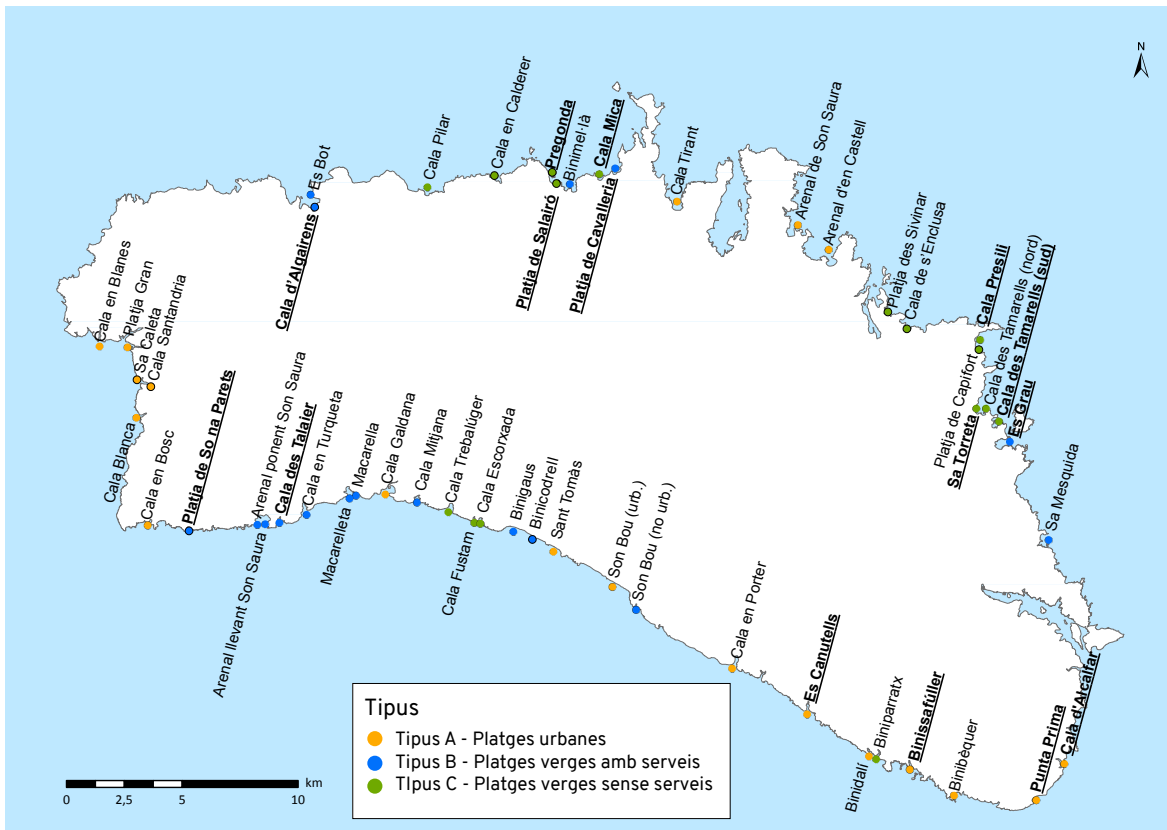 N
Cala en Blanes
Platja Gran
Sa Caleta
Cala Santandria
Cala Blanca
Cala en Bosc
Platja de So na Parets
Arenal llevant Son Saura
Arenal ponent Son Saura
Cala des Talaier
Cala en Turqueta
Macarelleta
Macarella
Cala Galdana
Cala Mitjana
Cala Trebalúger
Cala Fustam
Cala Escorxada
Binigaus
Binicodrell
Sant Tomàs
Son Bou (urb.)
Son Bou (no urb.)
Cala en Porter
Es Canutells
Binidalí
Biniparratx
Binissafúller
Binibèquer
Punta Prima
Cala d'Alcalfar
Sa Mesquida
Es Grau
Cala des Tamarells (sud)
Cala des Tamarells (nord)
Sa Torreta
Platja de Capifort
Cala Presili
Cala de s'Enclusa
Platja des Sivinar
Arenal d'en Castell
Arenal de Son Saura
Cala Tirant
Platja de Cavalleria
Cala Mica
Binimel·là
Platja de Salairó
Pregonda
Cala en Calderer
Cala Pilar
Es Bot
Cala d'Algairens
Tipus
Tipus A - Platges urbanes
Tipus B - Platges verges amb serveis
TIpus C - Platges verges sense serveis
km
0 2,5 5 10